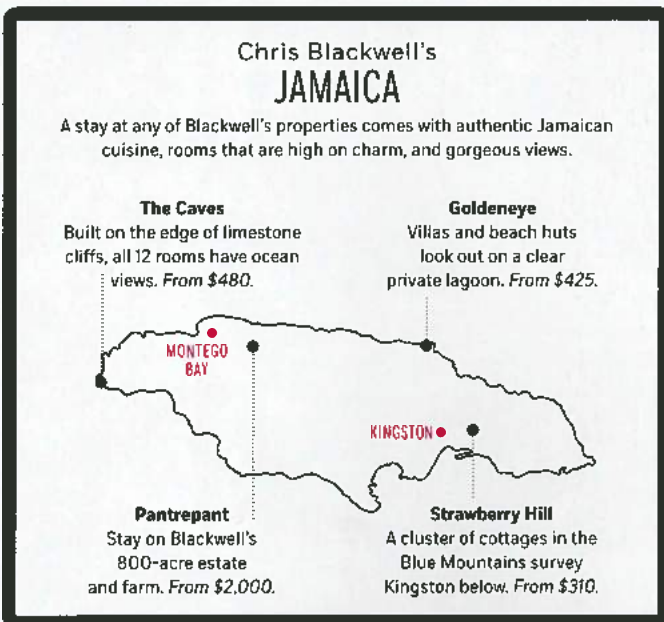 Chris Blackwell's
JAMAICA
A stay at any of Blackwell's properties comes with authentic Jamaican
cuisine, rooms that are high on charm, and gorgeous views.
The Caves
Built on the edge of limestone
cliffs, all 12 rooms have ocean
views. From $480.
Goldeneye
Villas and beach huts
look out on a clear
private lagoon. From $425.
MONTEGO
BAY
KINGSTON
Pantrepant
Stay on Blackwell's
800-acre estate
and farm. From $2,000.
Strawberry Hill
A cluster of cottages in the
Blue Mountains survey
Kingston below. From $310.